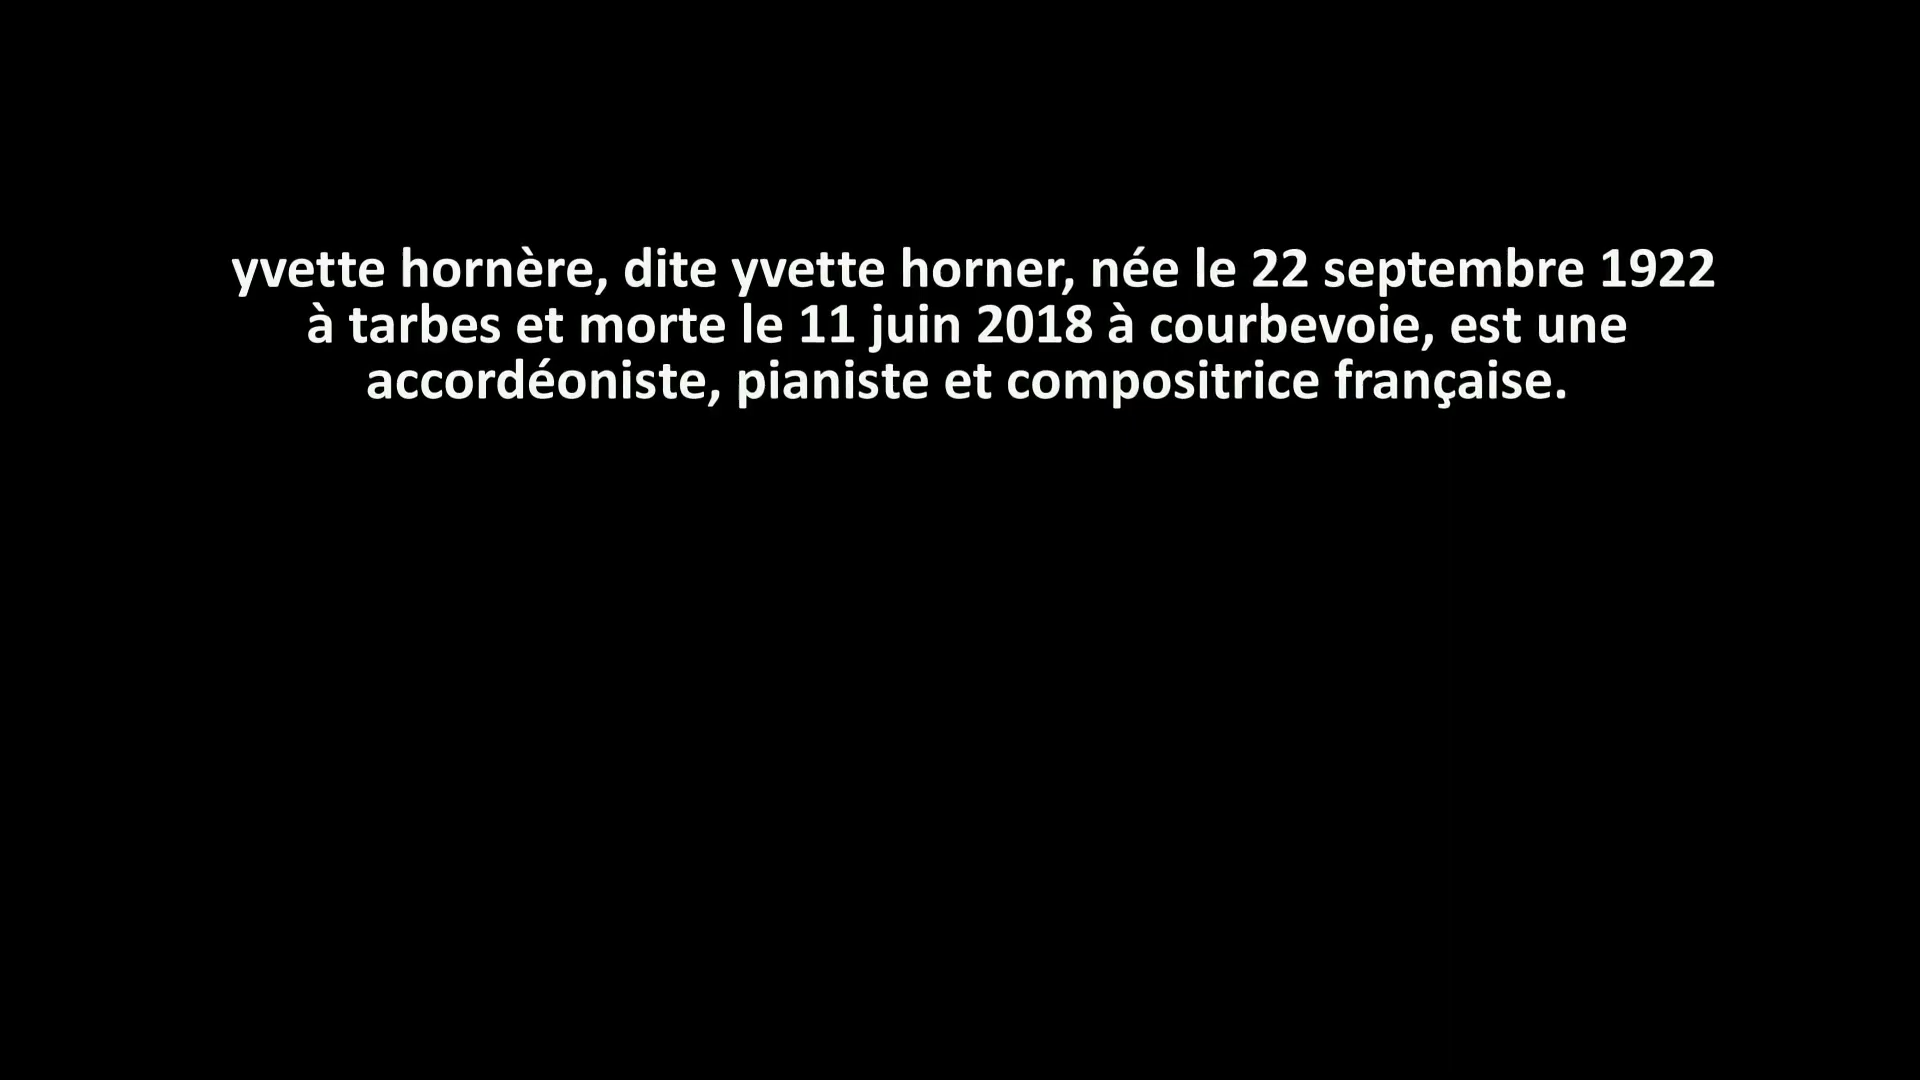 yvette hornère, dite yvette horner, née le 22 septembre 1922
à tarbes et morte le 11 juin 2018 à courbevoie, est une
accordéoniste, pianiste et compositrice française.